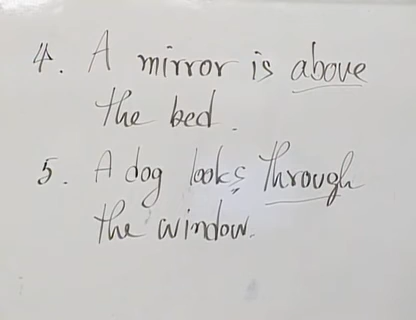 4. A mirror is above
the bed.
5. A dog looks through
the window.